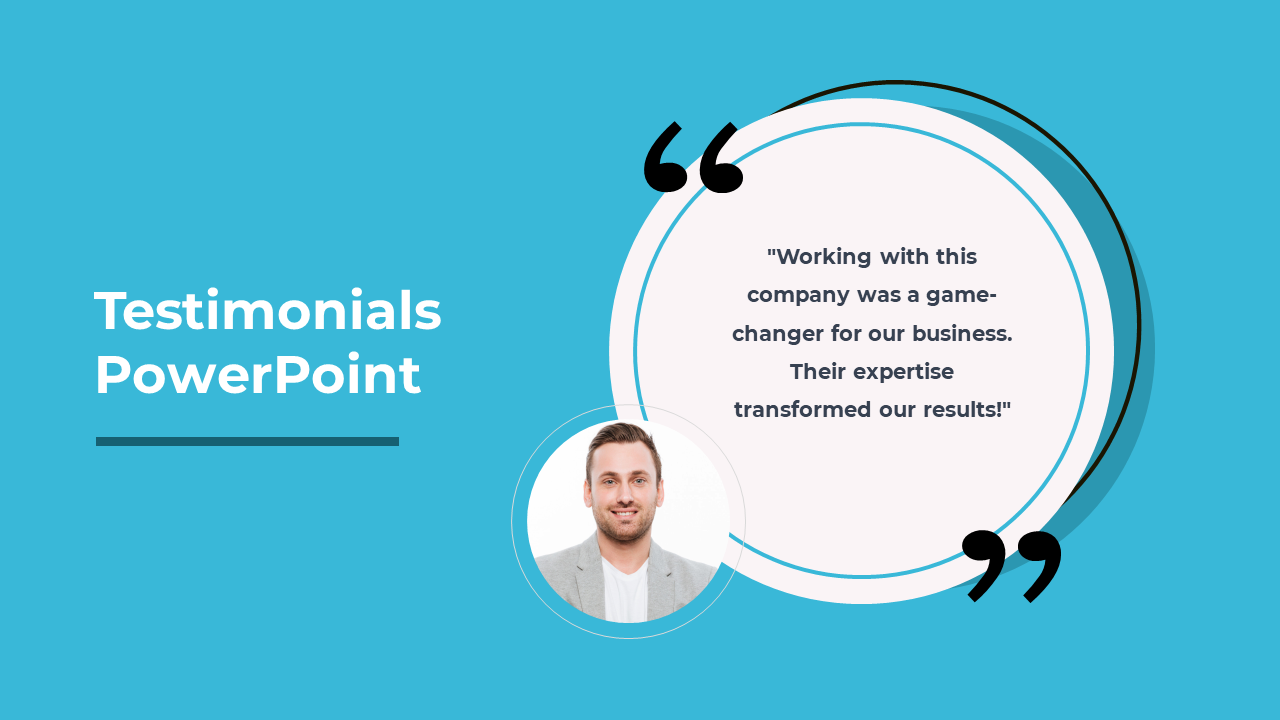 Testimonials
PowerPoint
"Working with this
company was a game-
changer for our business.
Their expertise
transformed our results!"